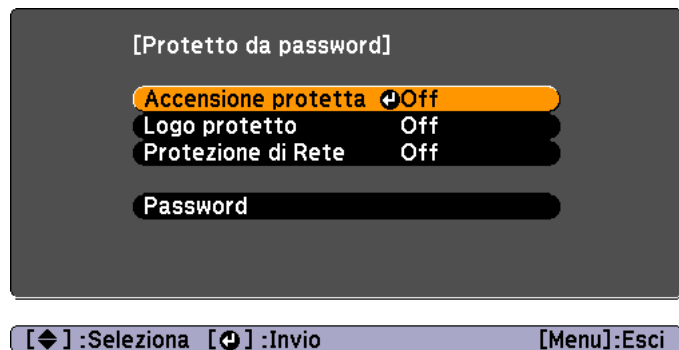 [Protetto da password]
Accensione protetta Off
Logo protetto Off
Protezione di Rete Off
Password
[ ] :Seleziona [ ] :Invio [Menu]:Esci